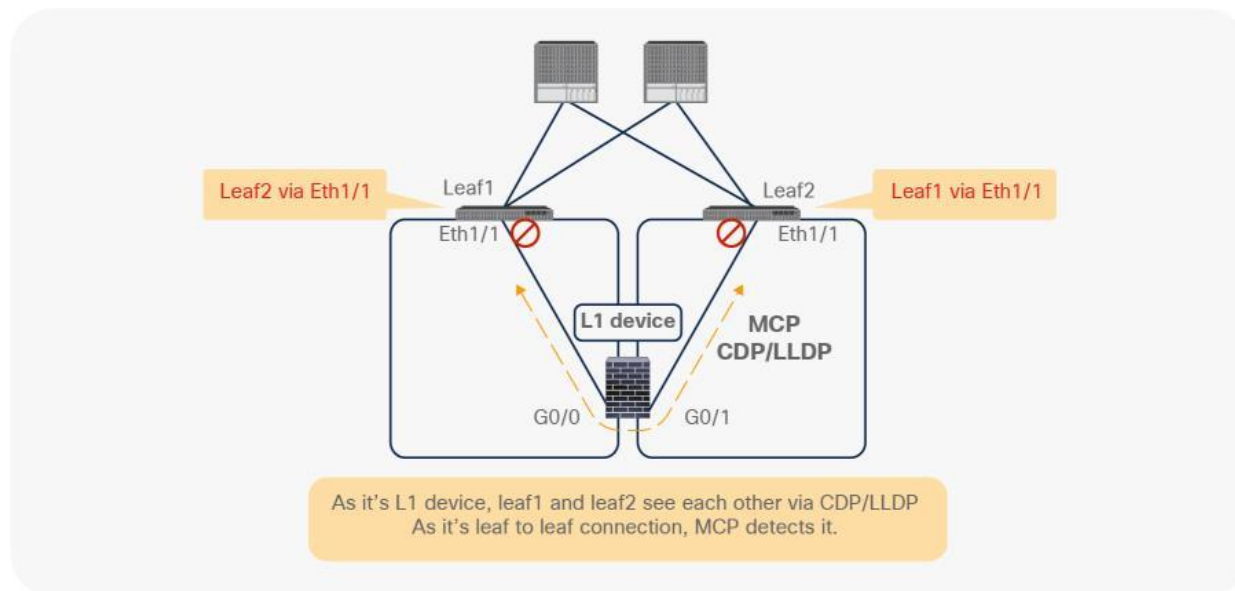 Leaf2 via Eth1/1
Leaf1
Leaf2
Leaf1 via Eth1/1
Eth1/1
Eth1/1
L1 device
MCP
CDP/LLDP
G0/0
G0/1
As it's L1 device, leaf1 and leaf2 see each other via CDP/LLDP
As it's leaf to leaf connection, MCP detects it.